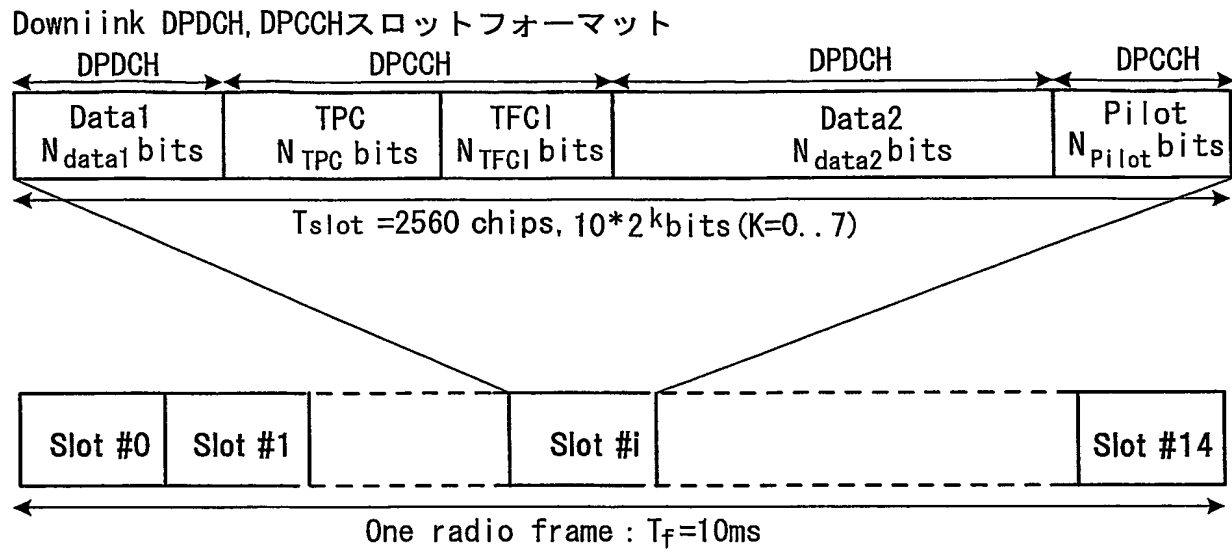 Downiink DPDCH, DPCCHスロットフォーマット
DPDCH DPCCH DPDCH DPCCH
Data1 TPC TFCI Data2 Pilot
Ndata1 bits NTPC bits NTFCI bits Ndata2 bits NPilot bits
Tslot =2560 chips, 10*2^k bits (K=0..7)
Slot #0 Slot #1 Slot #i Slot #14
One radio frame : Tf=10ms